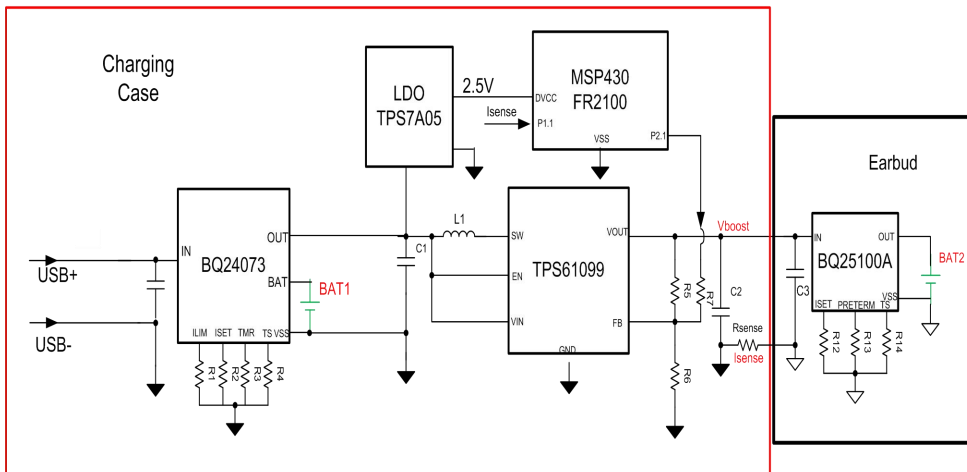 Charging
Case
LDO
TPS7A05
2.5V
Isense
MSP430
FR2100
DVCC
P1.1
VSS
P2.1
Earbud
USB+
USB-
IN
BQ24073
OUT
BAT
BAT1
ILIM ISET TMR TS VSS
R1
R2
R3
R4
C1
L1
SW
EN
VIN
TPS61099
VOUT
FB
GND
Vboost
R5
R7
R6
C2
Rsense
Isense
C3
IN
OUT
BQ25100A
BAT2
VSS
ISET PRETERM TS
R12
R13
R14